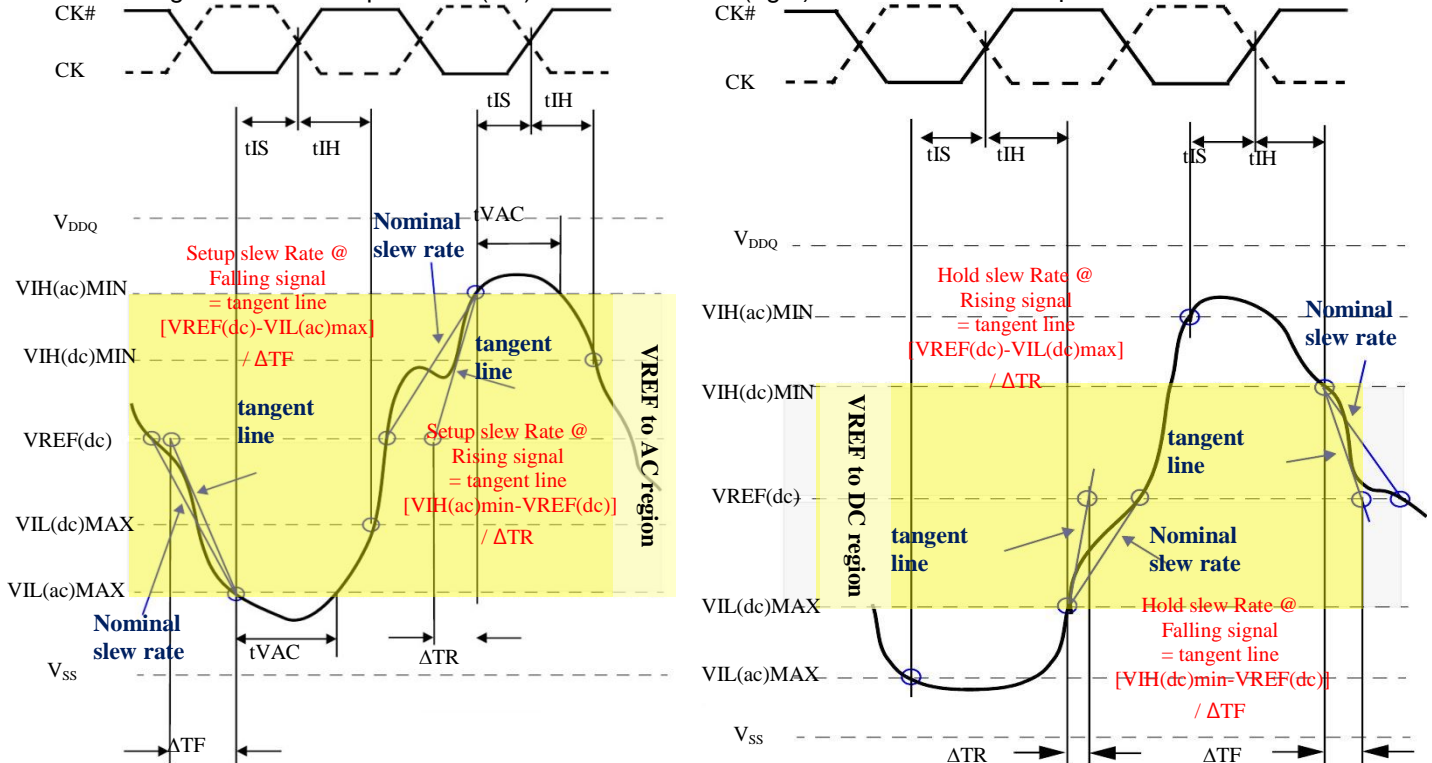 CK#
CK
tIS
tIH
tIS
tIH
VDDQ
Nominal
slew rate
tVAC
Setup slew Rate @
Falling signal
= tangent line
[VREF(dc)-VIL(ac)max]
/ ΔTF
VIH(ac)MIN
VIH(dc)MIN
tangent
line
tangent
line
VREF(dc)
Setup slew Rate @
Rising signal
= tangent line
[VIH(ac)min-VREF(dc)]
/ ΔTR
VREF to AC region
VIL(dc)MAX
VIL(ac)MAX
Nominal
slew rate
tVAC
ΔTR
VSS
ΔTF
CK#
CK
tIS
tIH
tIS
tIH
VDDQ
Hold slew Rate @
Rising signal
= tangent line
[VREF(dc)-VIL(dc)max]
/ ΔTR
VIH(ac)MIN
Nominal
slew rate
VIH(dc)MIN
VREF to DC region
tangent
line
VREF(dc)
tangent
line
Nominal
slew rate
VIL(dc)MAX
Hold slew Rate @
Falling signal
= tangent line
[VIH(dc)min-VREF(dc)]
/ ΔTF
VIL(ac)MAX
VSS
ΔTR
ΔTF